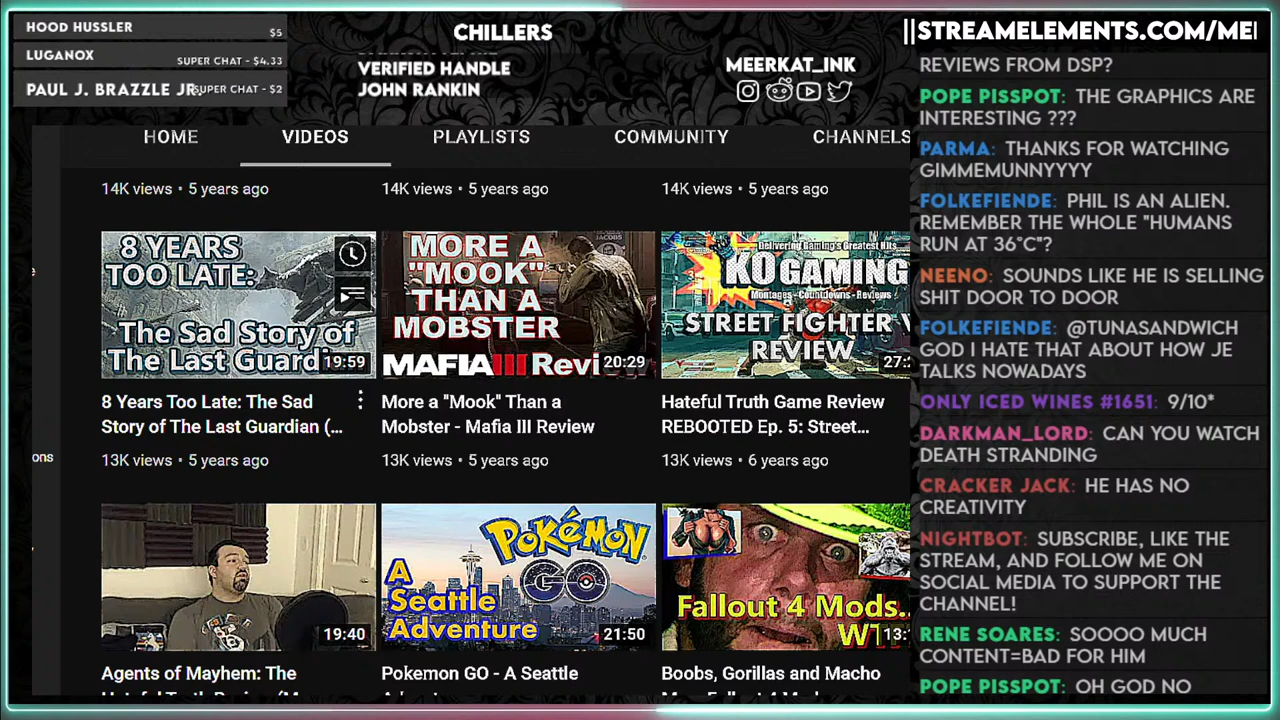 HOOD HUSSLER $5
LUGANOX SUPER CHAT - $4.33
PAUL J. BRAZZLE JR. SUPER CHAT - $2
CHILLERS
VERIFIED HANDLE
JOHN RANKIN
MEERKAT_INK
||STREAMELEMENTS.COM/MEI
HOME VIDEOS PLAYLISTS COMMUNITY CHANNELS
14K views • 5 years ago
14K views • 5 years ago
14K views • 5 years ago
8 YEARS
TOO LATE:
The Sad Story of
The Last Guard
19:59
8 Years Too Late: The Sad
Story of The Last Guardian (...
13K views • 5 years ago
MORE A
"MOOK"
THAN A
MOBSTER
MAFIA III Revi
20:29
More a "Mook" Than a
Mobster - Mafia III Review
13K views • 5 years ago
Delivering Gaming's Greatest Hits
KO GAMING
Montages - Countdowns - Reviews
STREET FIGHTER V
REVIEW
27:2
Hateful Truth Game Review
REBOOTED Ep. 5: Street...
13K views • 6 years ago
ons
19:40
Agents of Mayhem: The
POKéMON
GO
A
Seattle
Adventure
21:50
Pokemon GO - A Seattle
Fallout 4 Mods..
WT
13:
Boobs, Gorillas and Macho
REVIEWS FROM DSP?
POPE PISSPOT: THE GRAPHICS ARE
INTERESTING ???
PARMA: THANKS FOR WATCHING
GIMMEMUNNYYYY
FOLKEFIENDE: PHIL IS AN ALIEN.
REMEMBER THE WHOLE "HUMANS
RUN AT 36°C"?
NEENO: SOUNDS LIKE HE IS SELLING
SHIT DOOR TO DOOR
FOLKEFIENDE: @TUNASANDWICH
GOD I HATE THAT ABOUT HOW JE
TALKS NOWADAYS
ONLY ICED WINES #1651: 9/10*
DARKMAN_LORD: CAN YOU WATCH
DEATH STRANDING
CRACKER JACK: HE HAS NO
CREATIVITY
NIGHTBOT: SUBSCRIBE, LIKE THE
STREAM, AND FOLLOW ME ON
SOCIAL MEDIA TO SUPPORT THE
CHANNEL!
RENE SOARES: SOOOO MUCH
CONTENT=BAD FOR HIM
POPE PISSPOT: OH GOD NO